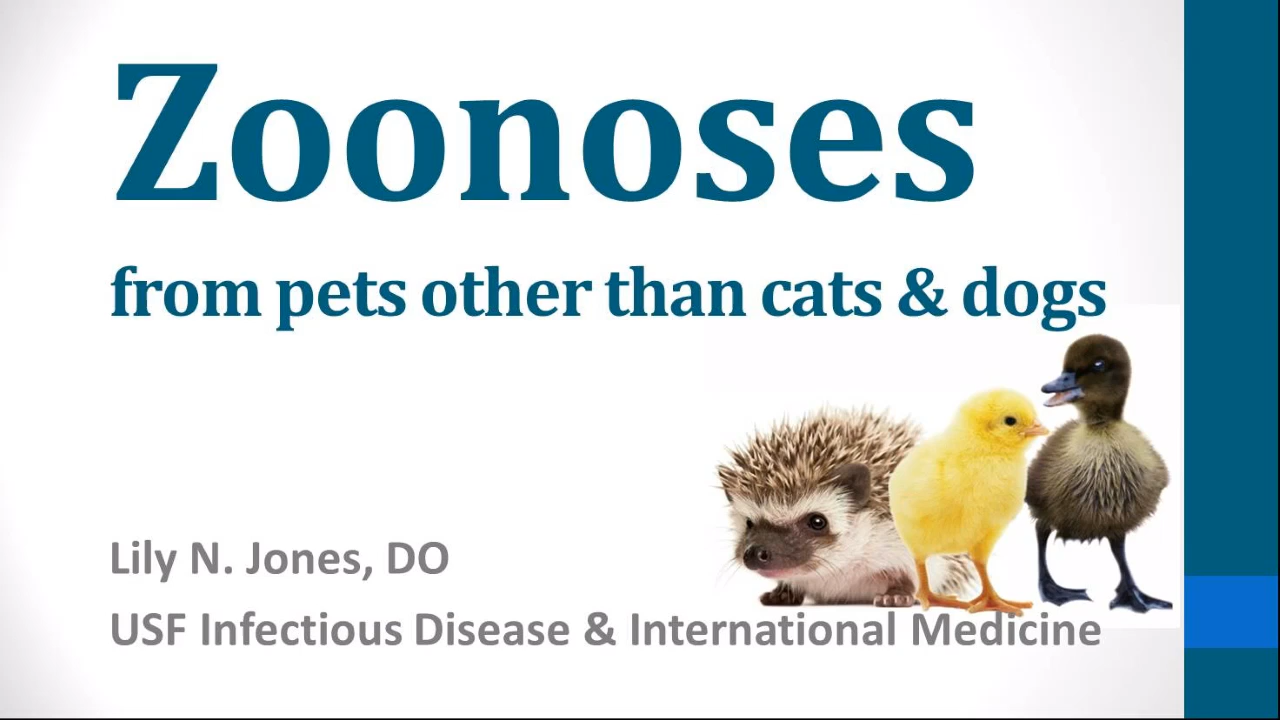 Zoonoses
from pets other than cats & dogs
Lily N. Jones, DO
USF Infectious Disease & International Medicine